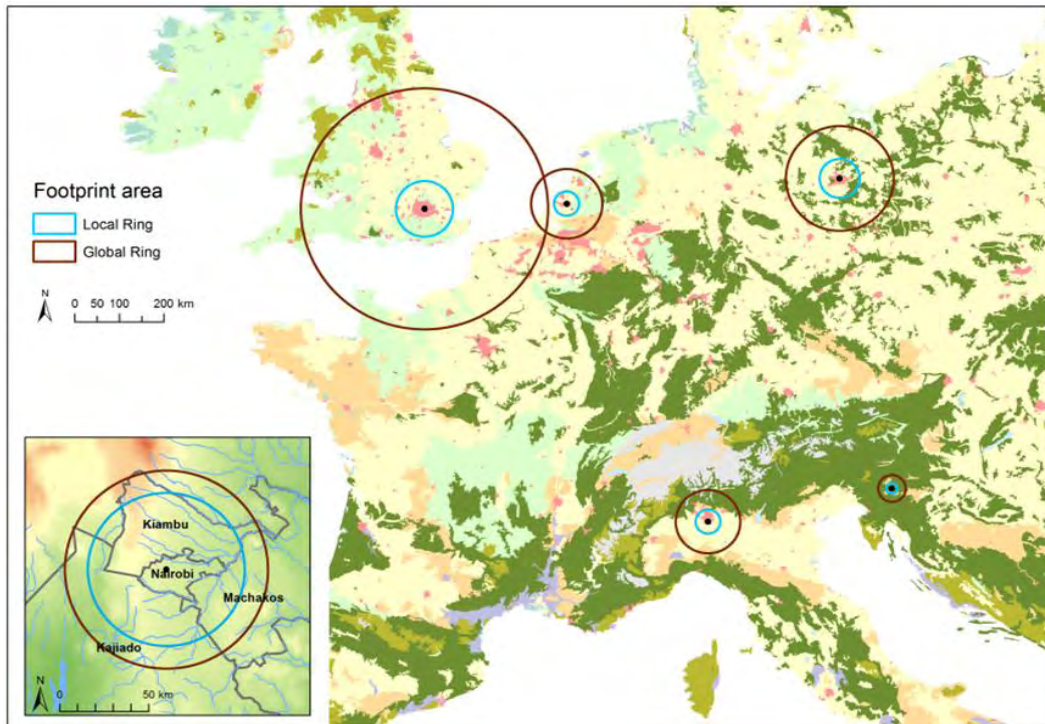 Footprint area
Local Ring
Global Ring
N
0 50 100 200 km
Kiambu
Nairobi
Machakos
Kajiado
N
0 50 km